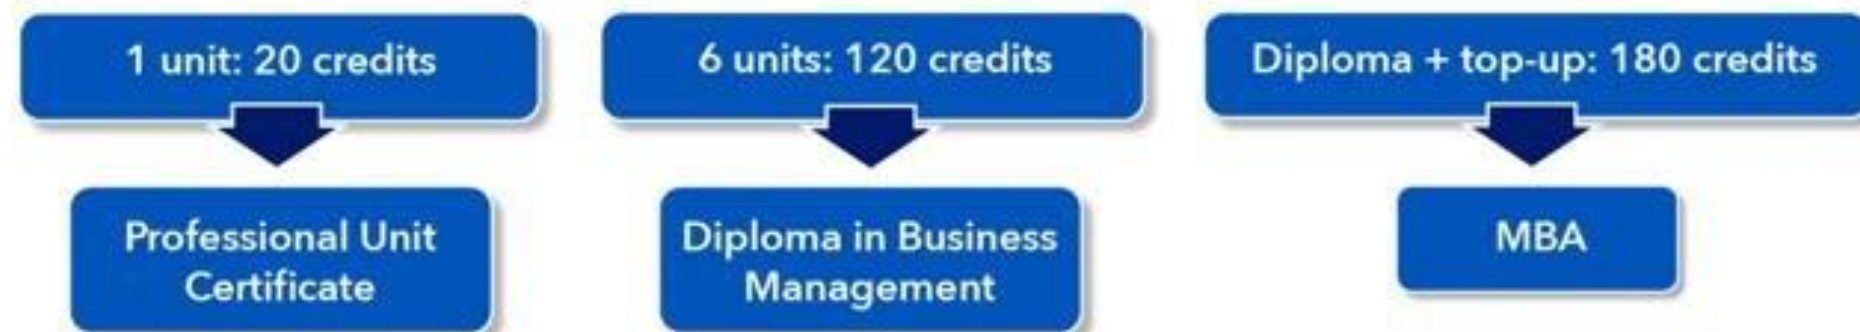 1 unit: 20 credits
Professional Unit
Certificate
6 units: 120 credits
Diploma in Business
Management
Diploma + top-up: 180 credits
MBA